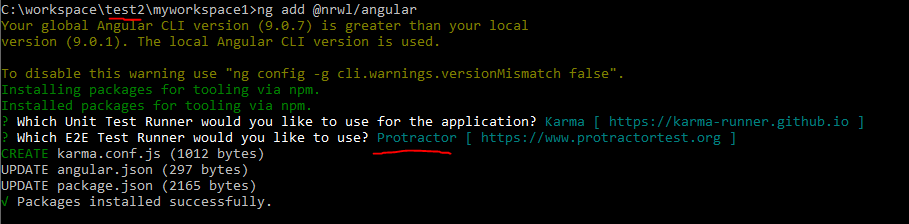 C:\workspace\test2\myworkspace1>ng add @nrwl/angular
Your global Angular CLI version (9.0.7) is greater than your local
version (9.0.1). The local Angular CLI version is used.
To disable this warning use "ng config -g cli.warnings.versionMismatch false".
Installing packages for tooling via npm.
Installed packages for tooling via npm.
? Which Unit Test Runner would you like to use for the application? Karma [ https://karma-runner.github.io ]
? Which E2E Test Runner would you like to use? Protractor [ https://www.protractortest.org ]
CREATE karma.conf.js (1012 bytes)
UPDATE angular.json (297 bytes)
UPDATE package.json (2165 bytes)
√ Packages installed successfully.